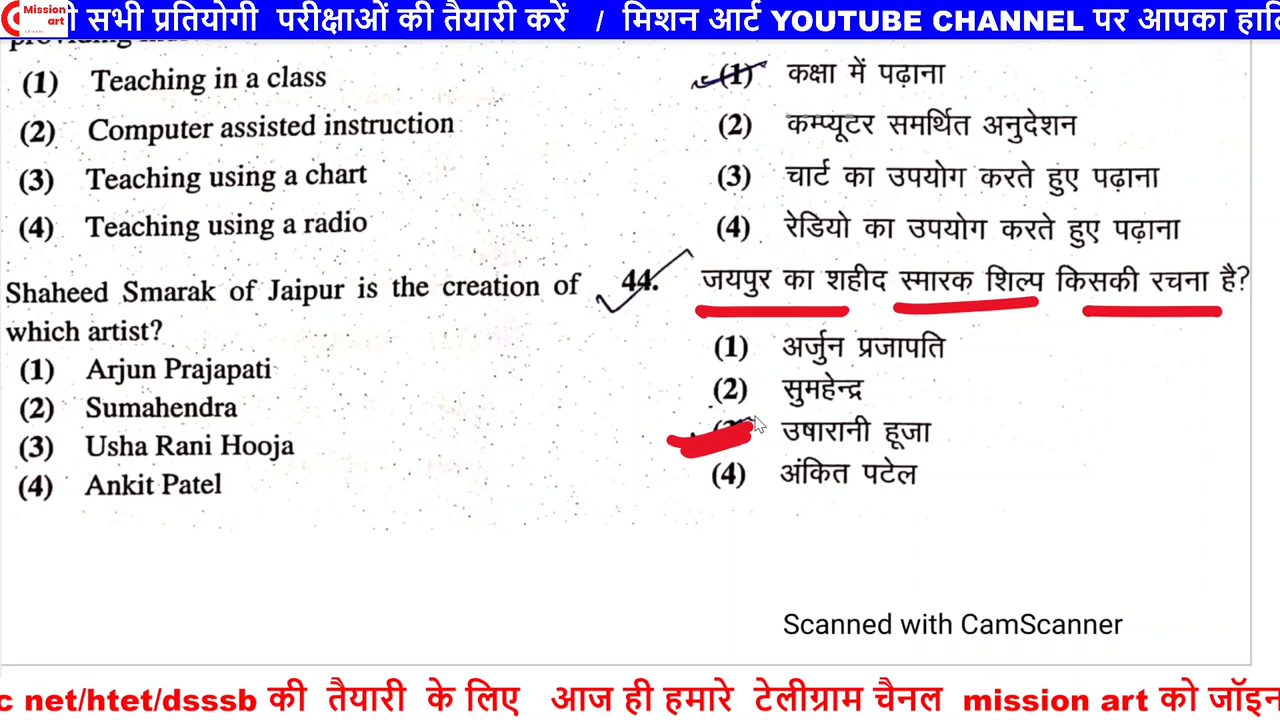 Mission
art
सभी प्रतियोगी परीक्षाओं की तैयारी करें / मिशन आर्ट YOUTUBE CHANNEL पर आपका
(1) Teaching in a class
(2) Computer assisted instruction
(3) Teaching using a chart
(4) Teaching using a radio
Shaheed Smarak of Jaipur is the creation of
which artist?
(1) Arjun Prajapati
(2) Sumahendra
(3) Usha Rani Hooja
(4) Ankit Patel
(1) कक्षा में पढ़ाना
(2) कम्प्यूटर समर्थित अनुदेशन
(3) चार्ट का उपयोग करते हुए पढ़ाना
(4) रेडियो का उपयोग करते हुए पढ़ाना
44. जयपुर का शहीद स्मारक शिल्प किसकी रचना है?
(1) अर्जुन प्रजापति
(2) सुमहेन्द्र
उषारानी हूजा
(4) अंकित पटेल
Scanned with CamScanner
c net/htet/dsssb की तैयारी के लिए आज ही हमारे टेलीग्राम चैनल mission art को